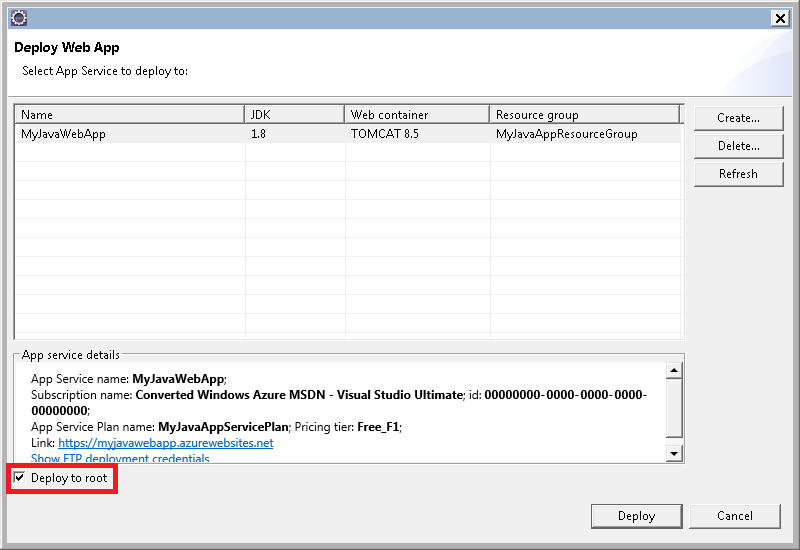 Deploy Web App
Select App Service to deploy to:
Name JDK Web container Resource group
MyJavaWebApp 1.8 TOMCAT 8.5 MyJavaAppResourceGroup
Create...
Delete...
Refresh
App service details
App Service name: MyJavaWebApp;
Subscription name: Converted Windows Azure MSDN - Visual Studio Ultimate; id: 00000000-0000-0000-0000-
00000000;
App Service Plan name: MyJavaAppServicePlan; Pricing tier: Free_F1;
Link: https://myjavawebapp.azurewebsites.net
Show FTP deployment credentials
Deploy to root
Deploy Cancel